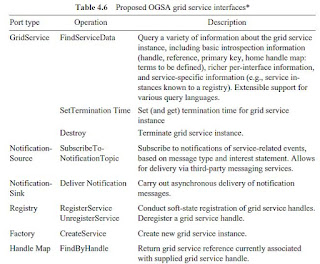 Table 4.6 Proposed OGSA grid service interfaces*
Port type Operation Description
GridService FindServiceData Query a variety of information about the grid service
instance, including basic introspection information
(handle, reference, primary key, home handle map:
terms to be defined), richer per-interface information,
and service-specific information (e.g., service in-
stances known to a registry). Extensible support for
various query languages.
SetTermination Time Set (and get) termination time for grid service
instance
Destroy Terminate grid service instance.
Notification- SubscribeTo- Subscribe to notifications of service-related events,
Source NotificationTopic based on message type and interest statement. Allows
for delivery via third-party messaging services.
Notification- Deliver Notification Carry out asynchronous delivery of notification
Sink messages.
Registry RegisterService Conduct soft-state registration of grid service handles.
UnregisterService Deregister a grid service handle.
Factory CreateService Create new grid service instance.
Handle Map FindByHandle Return grid service reference currently associated
with supplied grid service handle.